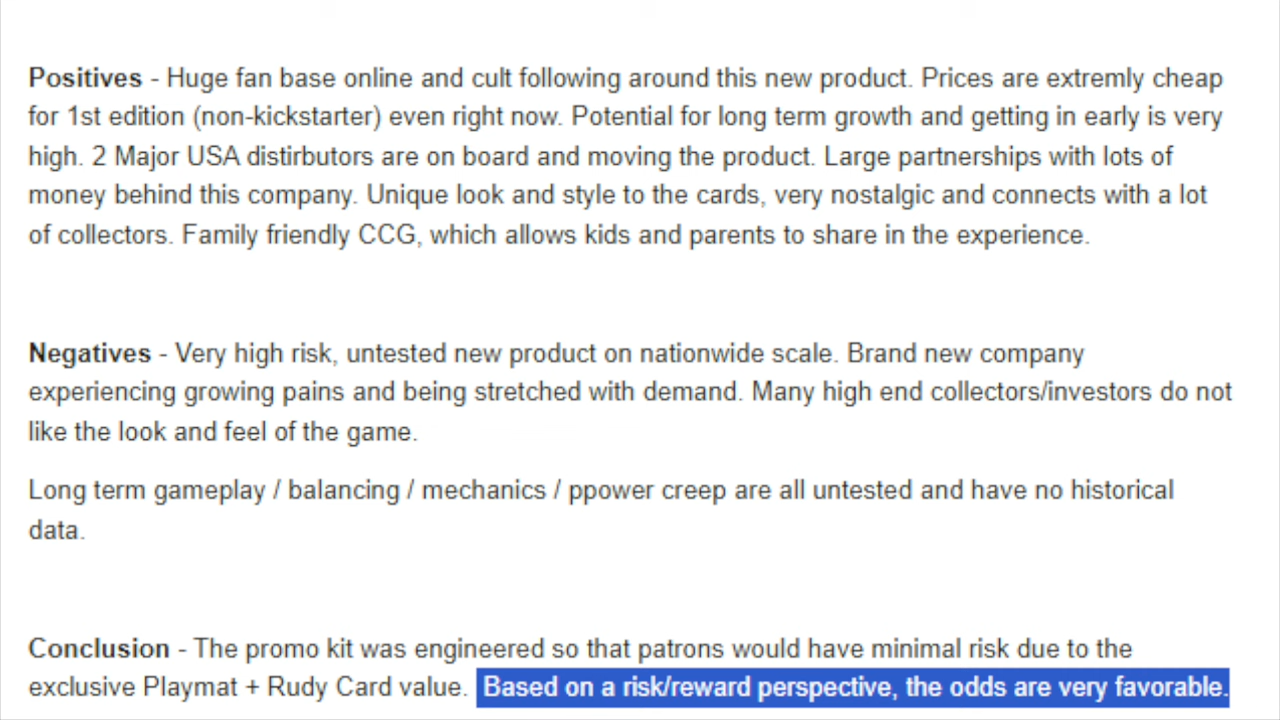 Positives - Huge fan base online and cult following around this new product. Prices are extremly cheap
for 1st edition (non-kickstarter) even right now. Potential for long term growth and getting in early is very
high. 2 Major USA distirbutors are on board and moving the product. Large partnerships with lots of
money behind this company. Unique look and style to the cards, very nostalgic and connects with a lot
of collectors. Family friendly CCG, which allows kids and parents to share in the experience.
Negatives - Very high risk, untested new product on nationwide scale. Brand new company
experiencing growing pains and being stretched with demand. Many high end collectors/investors do not
like the look and feel of the game.
Long term gameplay / balancing / mechanics / ppower creep are all untested and have no historical
data.
Conclusion - The promo kit was engineered so that patrons would have minimal risk due to the
exclusive Playmat + Rudy Card value. Based on a risk/reward perspective, the odds are very favorable.